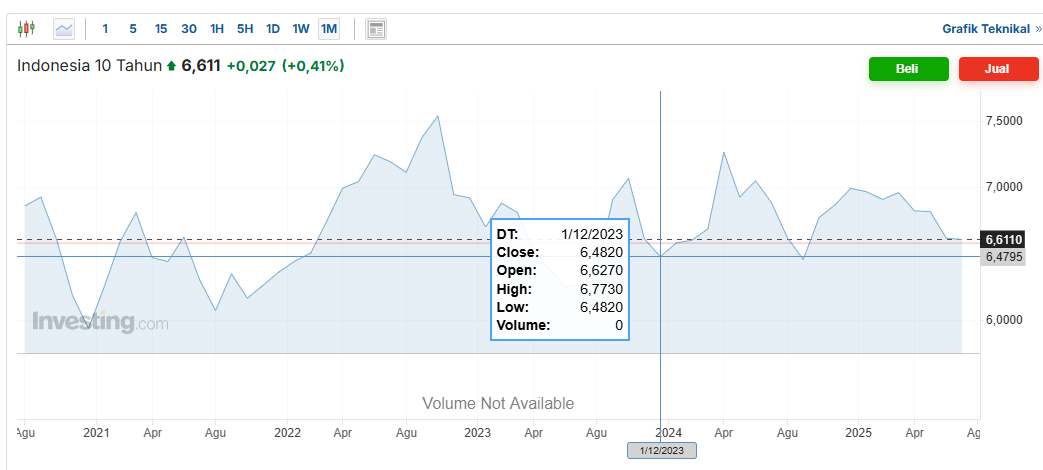 1 5 15 30 1H 5H 1D 1W 1M
Grafik Teknikal »
Indonesia 10 Tahun 6,611 +0,027 (+0,41%)
Beli
Jual
7,5000
7,0000
6,6110
6,4795
6,0000
DT: 1/12/2023
Close: 6,4820
Open: 6,6270
High: 6,7730
Low: 6,4820
Volume: 0
Investing.com
Volume Not Available
Agu 2021 Apr Agu 2022 Apr Agu 2023 Apr Agu 2024 Apr Agu 2025 Apr Ag
1/12/2023